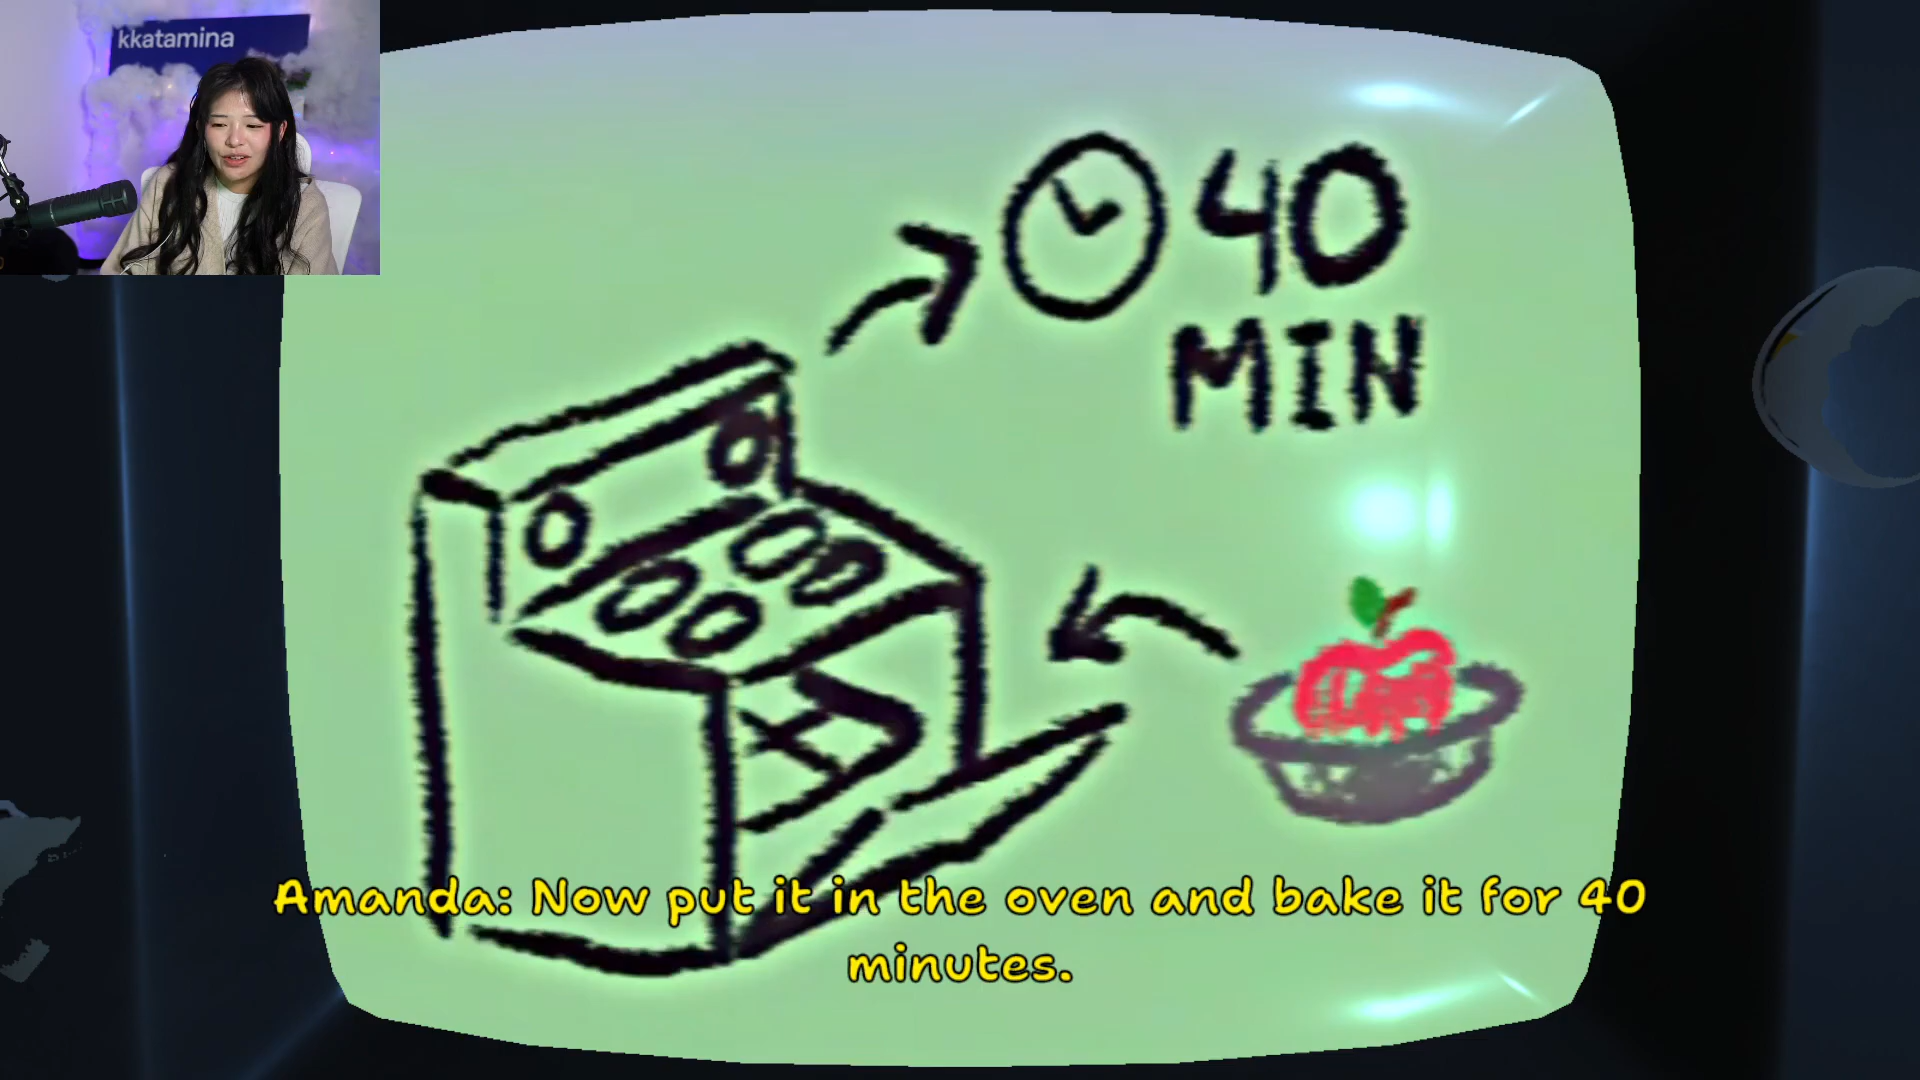 kkatamina
40
MIN
Amanda: Now put it in the oven and bake it for 40
minutes.